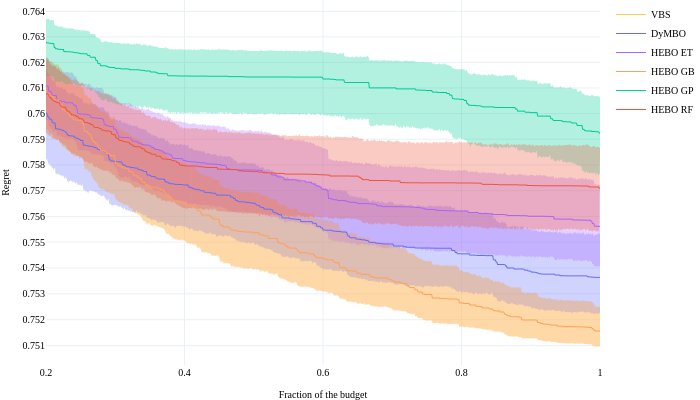 0.764
0.763
0.762
0.761
0.76
0.759
0.758
0.757
0.756
0.755
0.754
0.753
0.752
0.751
Regret
0.2
0.4
0.6
0.8
1
Fraction of the budget
VBS
DyMBO
HEBO ET
HEBO GB
HEBO GP
HEBO RF